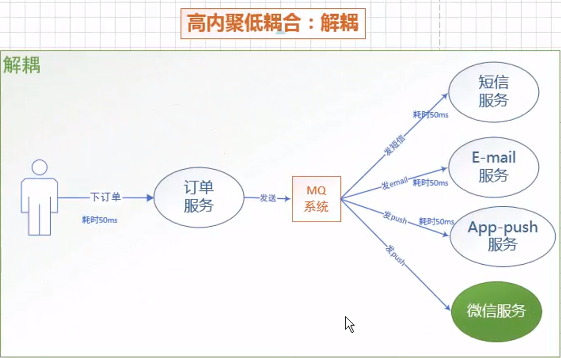 高内聚低耦合：解耦
解耦
下订单
耗时50ms
订单
服务
发送
MQ
系统
发短信
耗时50ms
短信
服务
发email
耗时50ms
E-mail
服务
发push
耗时50ms
App-push
服务
发push
微信服务